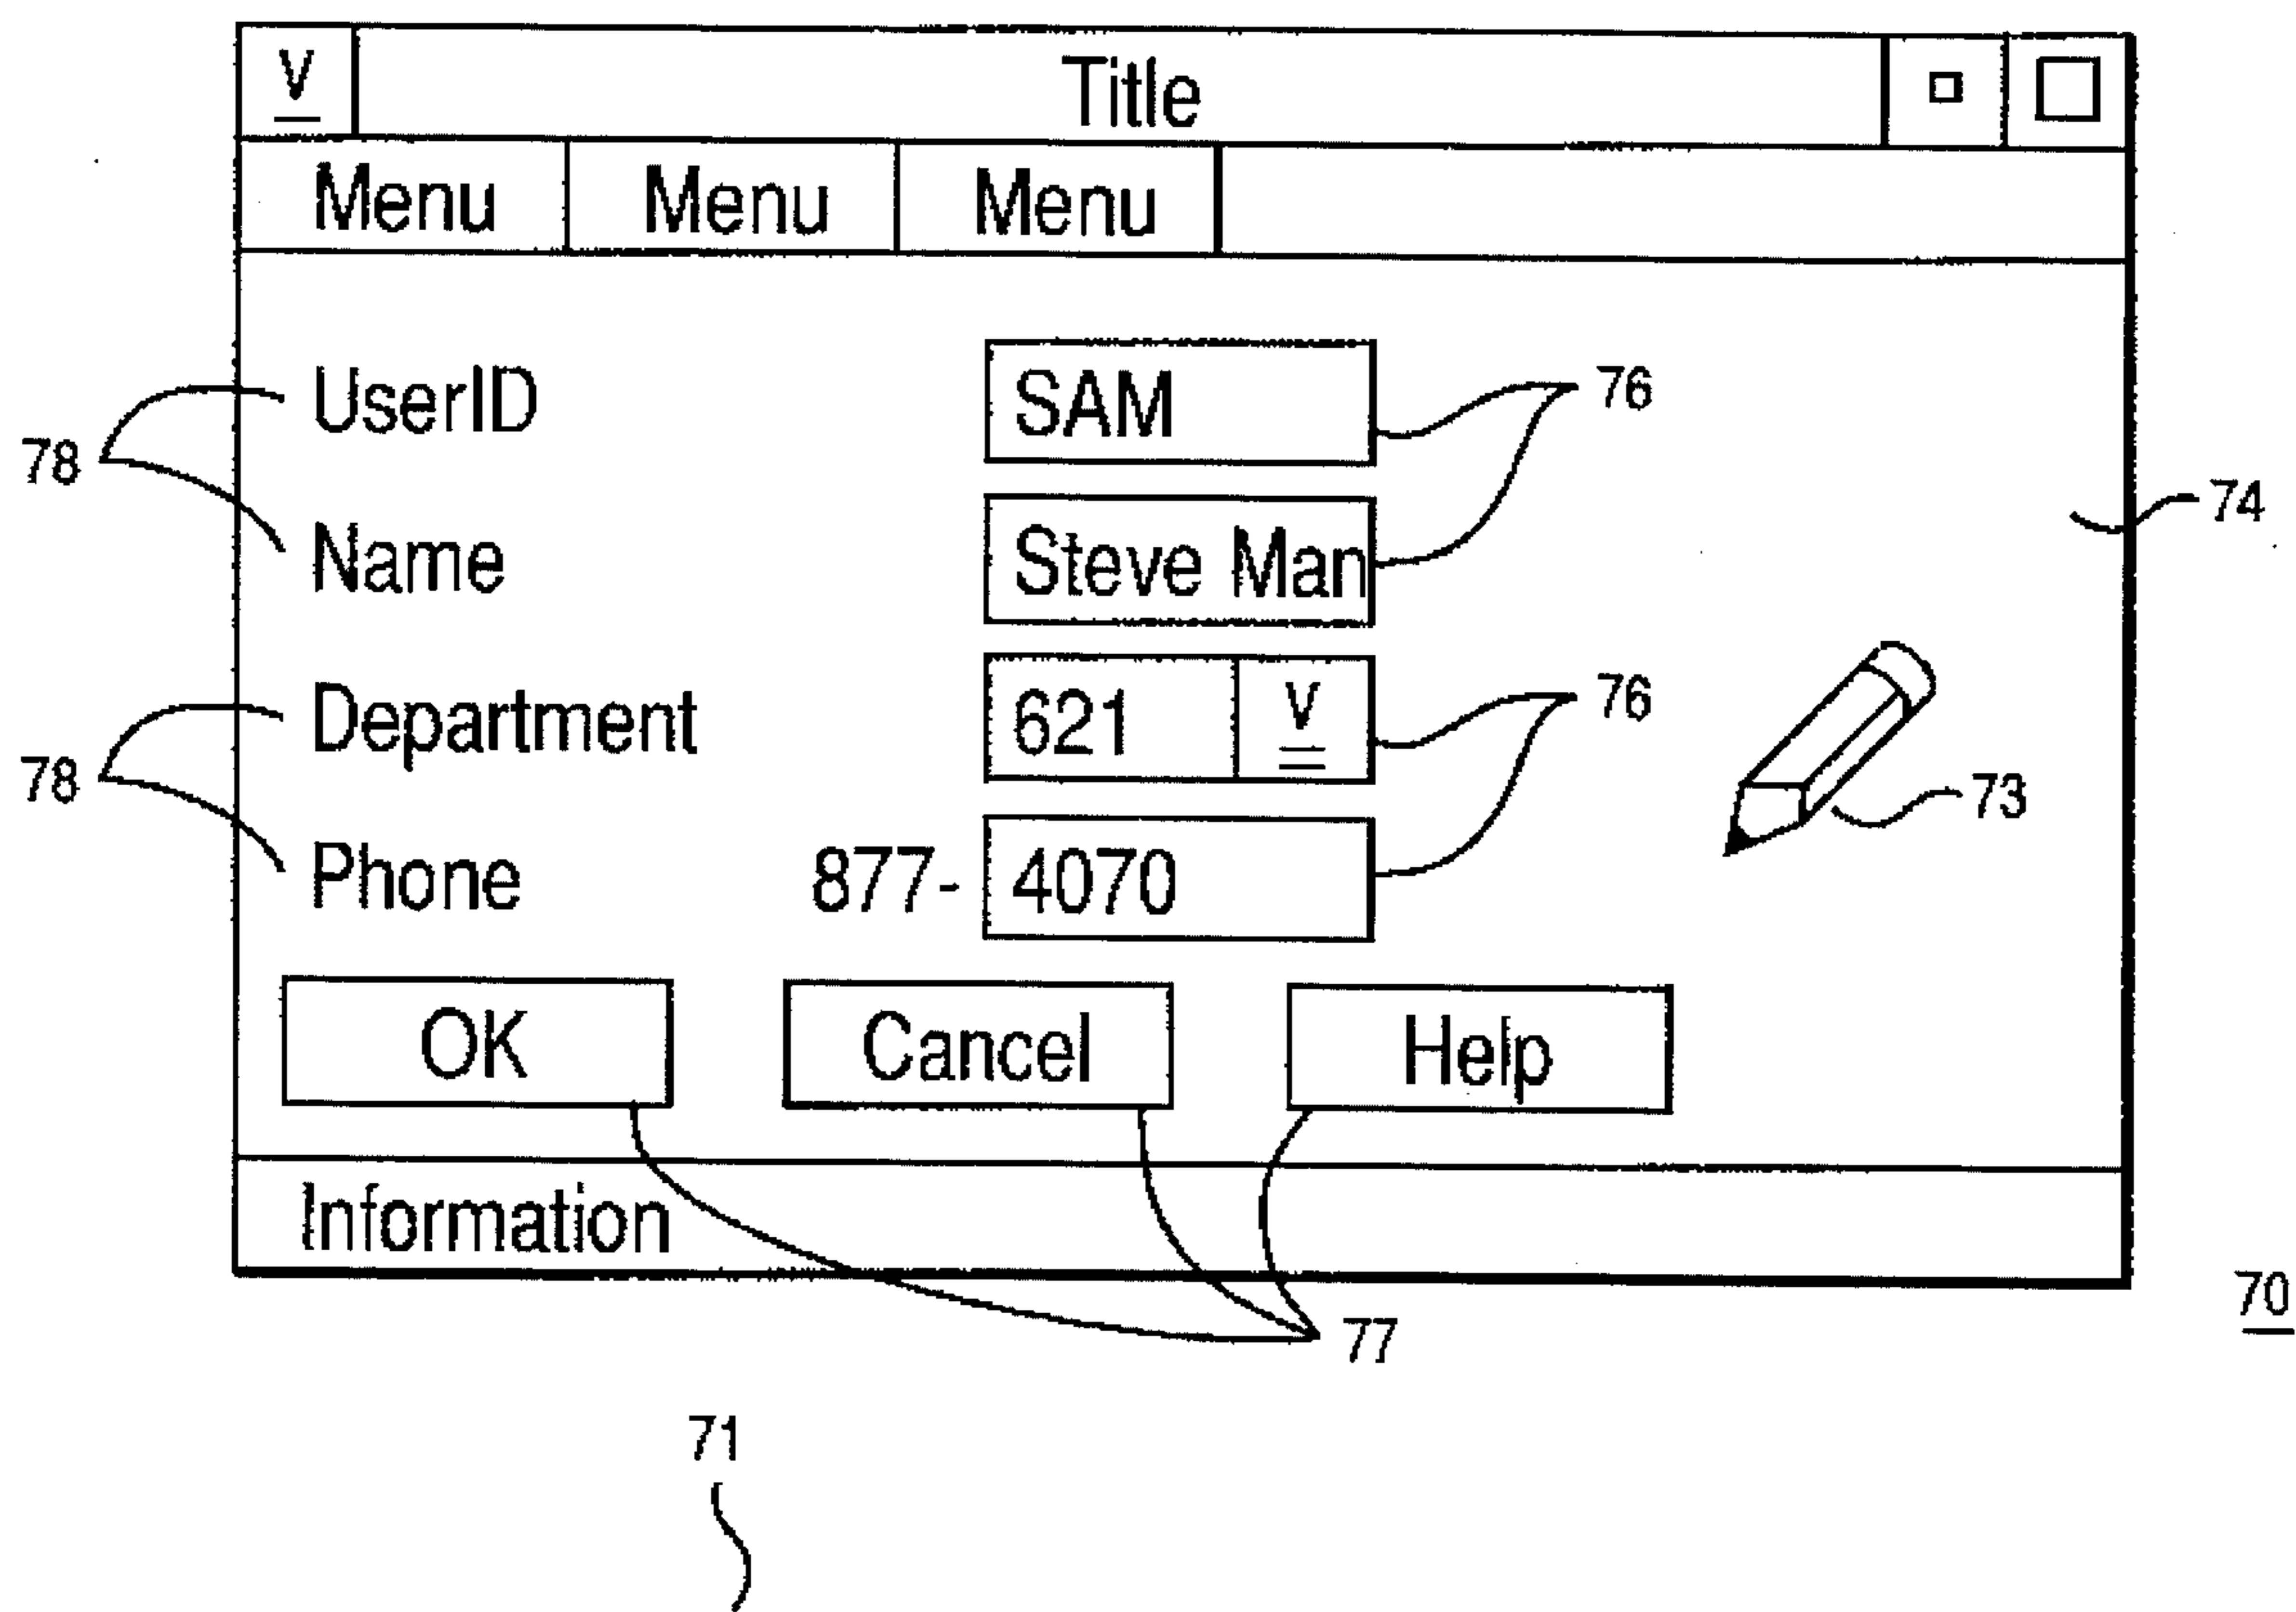 V Title
Menu Menu Menu
UserID SAM 76
78
Name Steve Man 74
Department 621 V 76
78 73
Phone 877- 4070
OK Cancel Help
Information
70
77
71